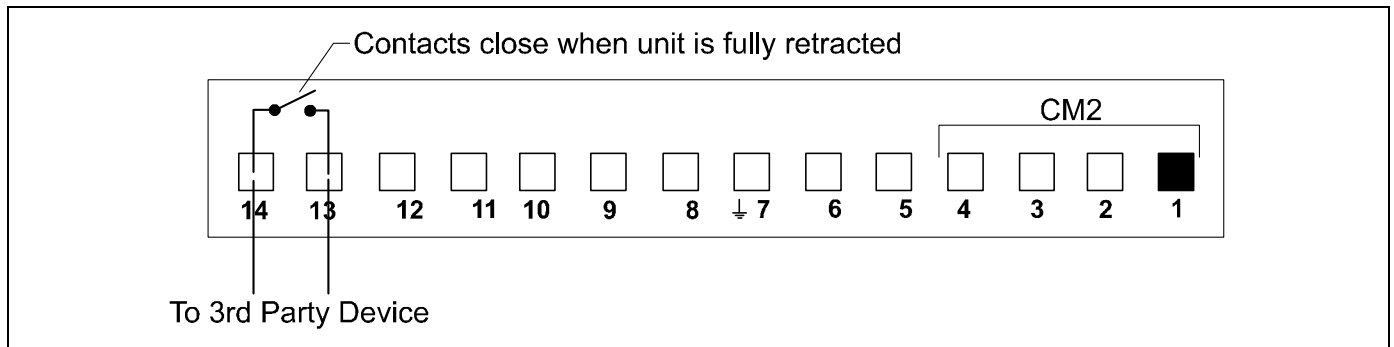 Contacts close when unit is fully retracted
CM2
14 13 12 11 10 9 8 ⏚ 7 6 5 4 3 2 1
To 3rd Party Device